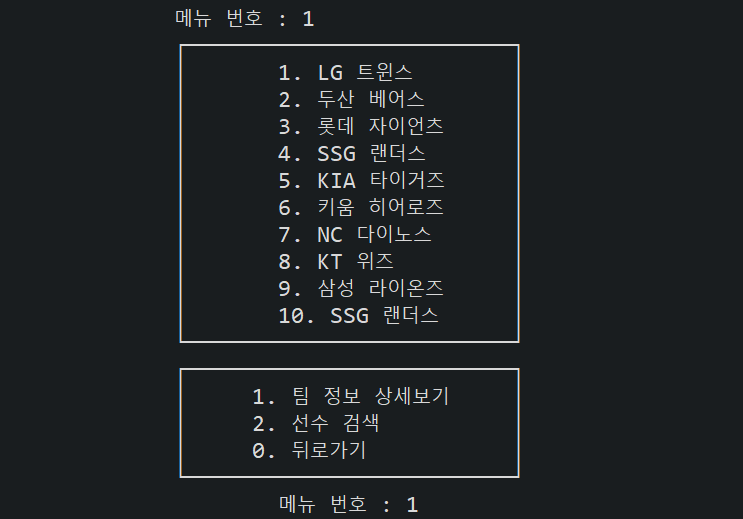 메뉴 번호 : 1
1. LG 트윈스
2. 두산 베어스
3. 롯데 자이언츠
4. SSG 랜더스
5. KIA 타이거즈
6. 키움 히어로즈
7. NC 다이노스
8. KT 위즈
9. 삼성 라이온즈
10. SSG 랜더스
1. 팀 정보 상세보기
2. 선수 검색
0. 뒤로가기
메뉴 번호 : 1